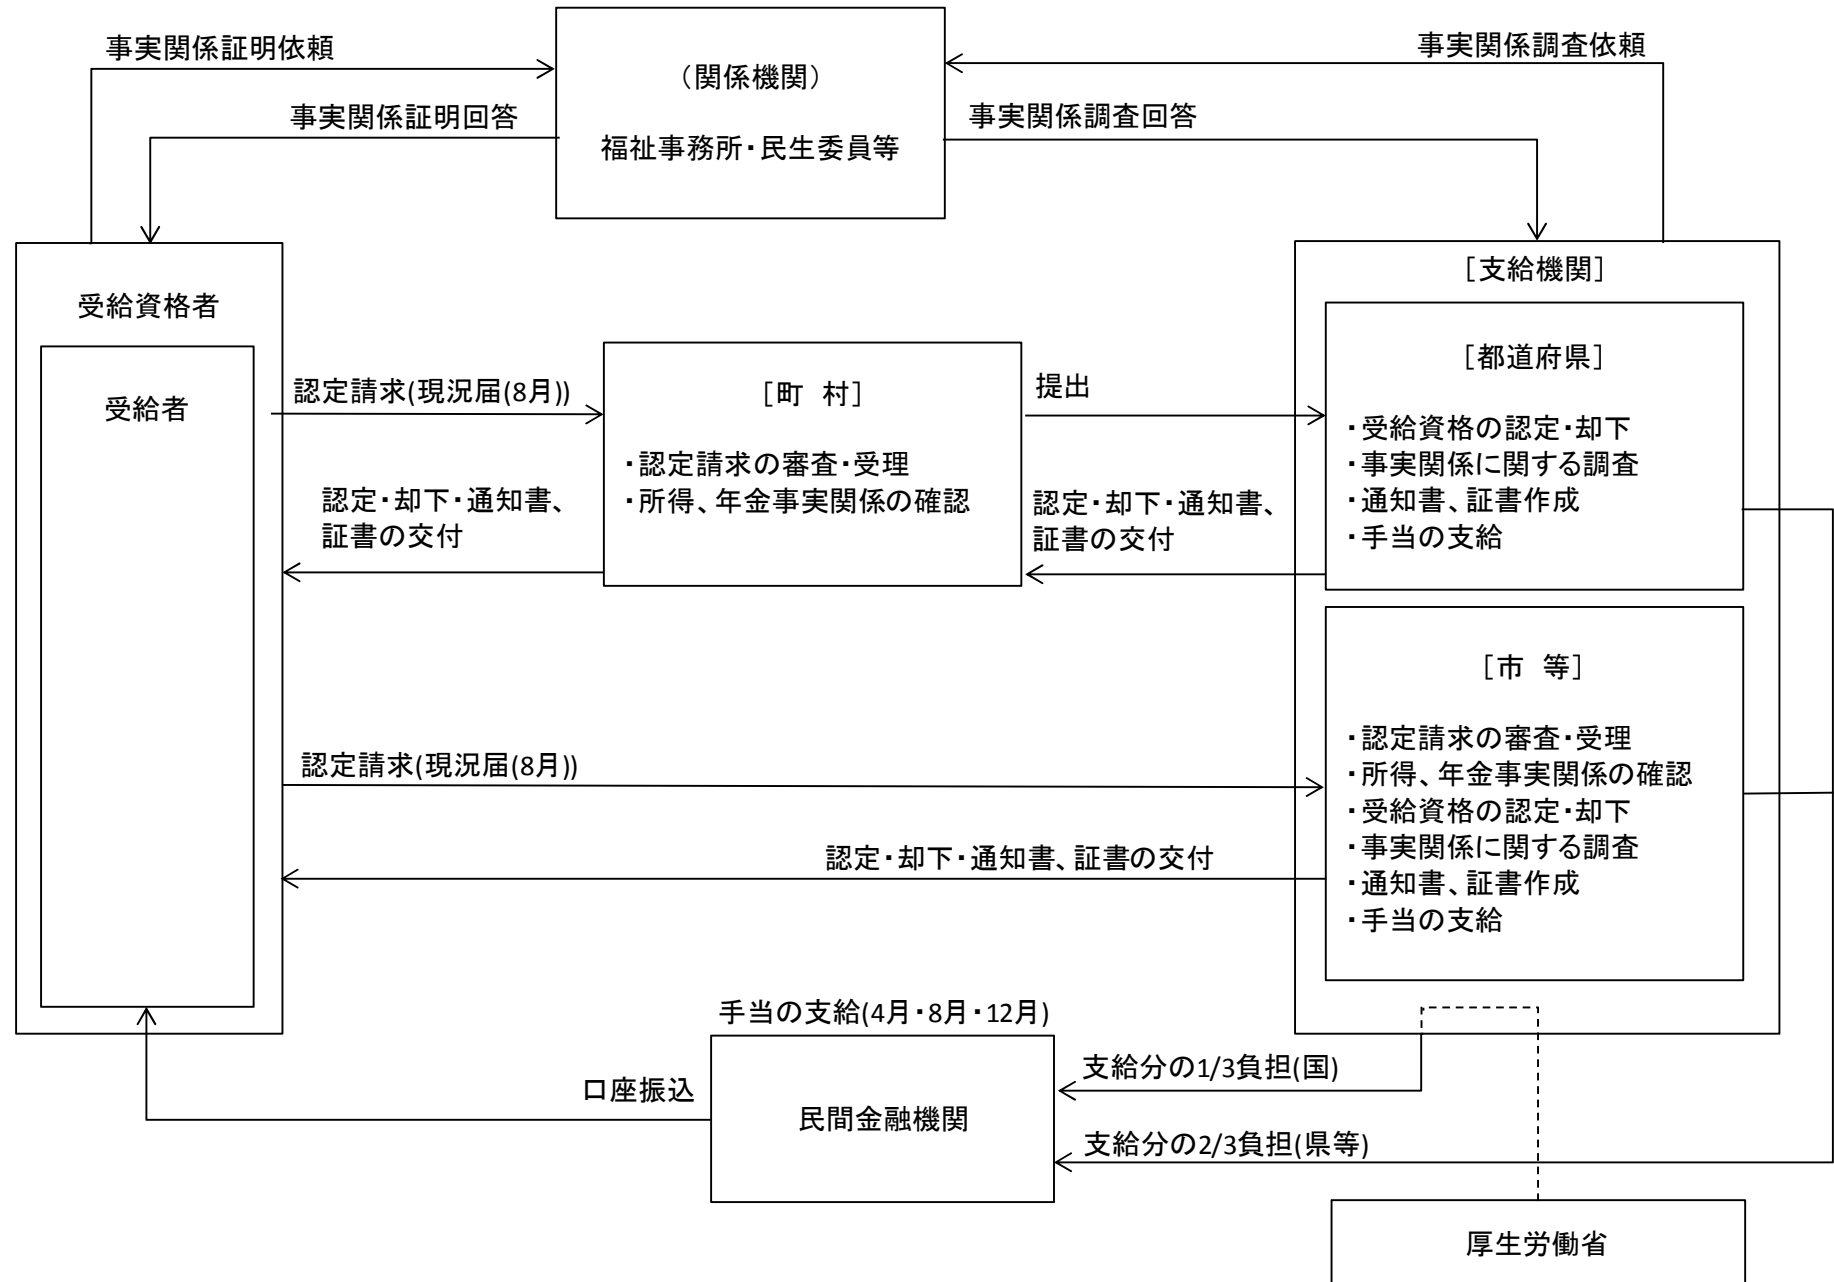 事実関係証明依頼
事実関係調査依頼
（関係機関）
事実関係証明回答
事実関係調査回答
福祉事務所・民生委員等
受給資格者
受給者
［支給機関］
［都道府県］
・受給資格の認定・却下
・事実関係に関する調査
・通知書、証書作成
・手当の支給
認定請求(現況届(8月))
［町　村］
・認定請求の審査・受理
・所得、年金事実関係の確認
提出
認定・却下・通知書、
証書の交付
認定・却下・通知書、
証書の交付
［市　等］
・認定請求の審査・受理
・所得、年金事実関係の確認
・受給資格の認定・却下
・事実関係に関する調査
・通知書、証書作成
・手当の支給
認定請求(現況届(8月))
認定・却下・通知書、証書の交付
手当の支給(4月・8月・12月)
口座振込
民間金融機関
支給分の1/3負担(国)
支給分の2/3負担(県等)
厚生労働省